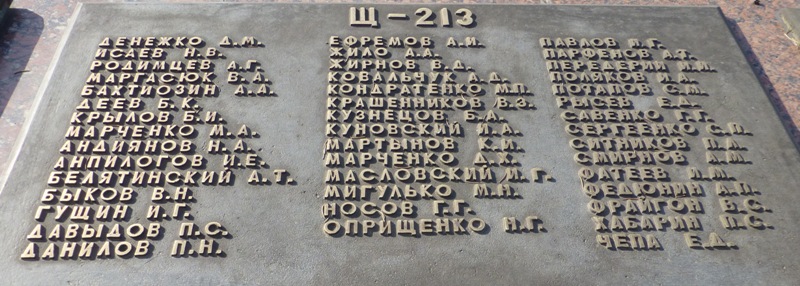 Щ-213
ДЕНЕЖКО Д.М.
ИСАЕВ Н.В.
РОДИМЦЕВ А.Г.
МАРГАСЮК В.А.
БАХТИОЗИН А.А.
ДЕЕВ Б.К.
КРЫЛОВ Б.И.
МАРЧЕНКО М.А.
АНДИЯНОВ Н.А.
АНПИЛОГОВ И.Е.
БЕЛЯТИНСКИЙ А.Т.
БЫКОВ В.Н.
ГУЩИН И.Г.
ДАВЫДОВ П.С.
ДАНИЛОВ П.Н.
ЕФРЕМОВ А.И.
ЖИЛО А.А.
ЖИРНОВ В.Д.
КОВАЛЬЧУК А.Д.
КОНДРАТЕНКО М.П.
КРАШЕННИКОВ В.З.
КУЗНЕЦОВ Б.А.
КУНОВСКИЙ И.А.
МАРТЫНОВ К.И.
МАРЧЕНКО Д.Х.
МАСЛОВСКИЙ И.Г.
МИГУЛЬКО М.Н.
НОСОВ Г.Г.
ОПРИЩЕНКО Н.Г.
ПАВЛОВ П.Г.
ПАРФЕНОВ А.Т.
ПЕРЕДЕРИЙ
ПОЛЯКОВ И.А.
ПОТАПОВ С.М.
РЫСЕВ Е.Д.
САВЕНКО Г.Г.
СЕРГЕЕНКО С.П.
СИТНИКОВ П.А.
СМИРНОВ А.М.
ФАТЕЕВ
ФЕДЮНИН А.П.
ФРАЙГОН В.С.
ХАБАРИН П.С.
ЧЕПА Е.Д.